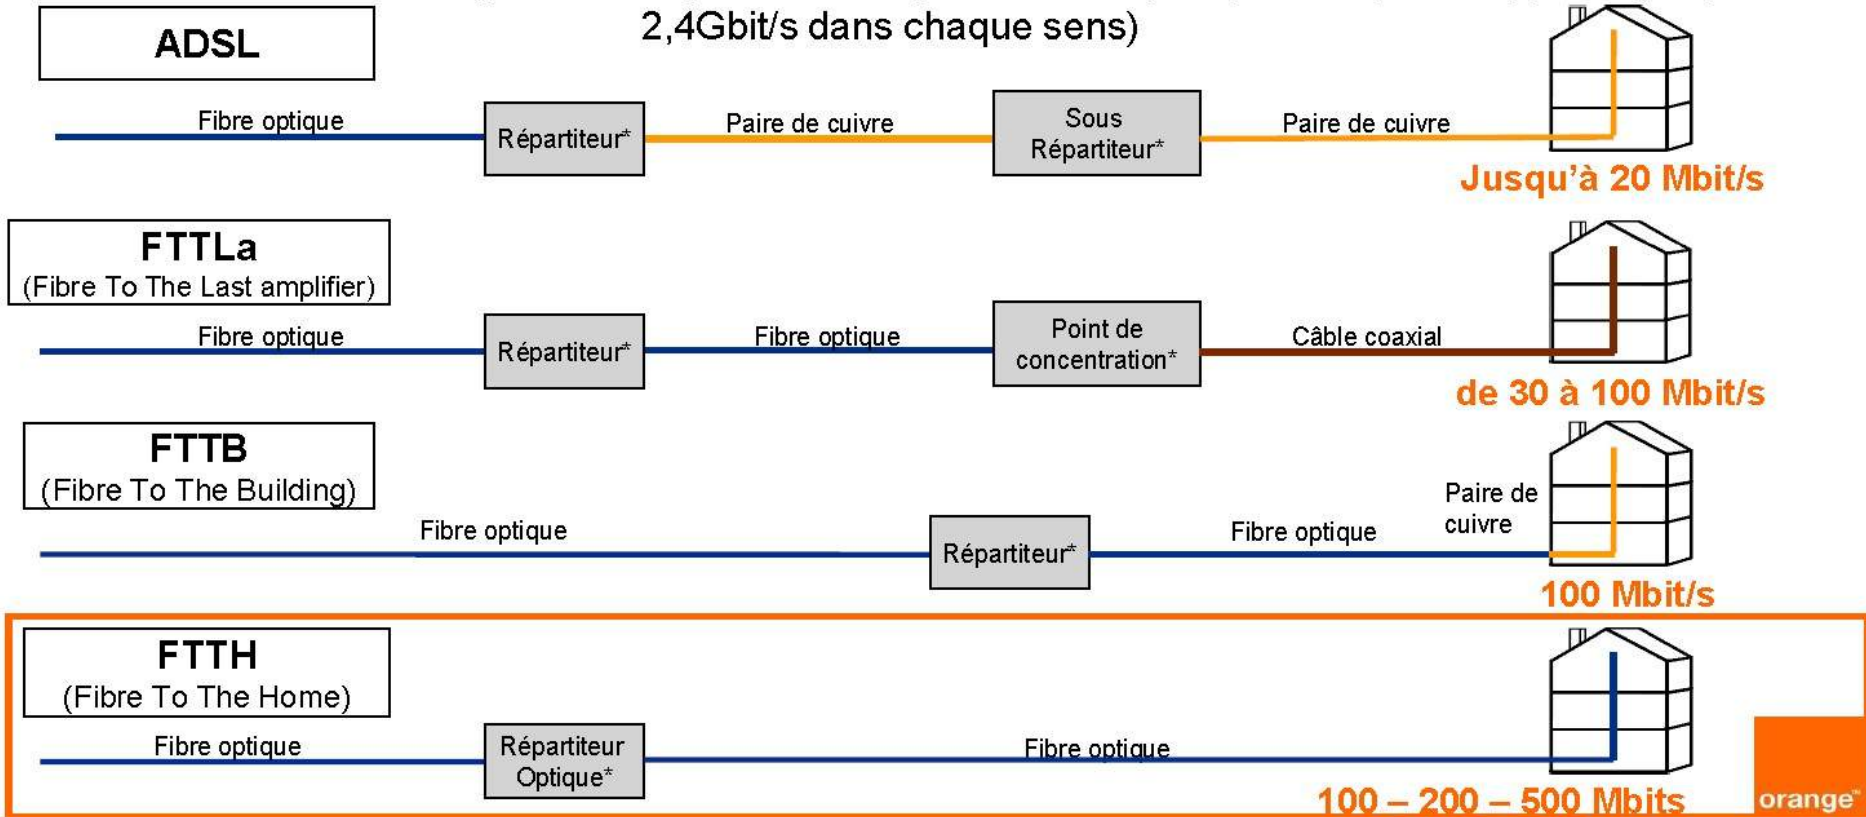 2,4Gbit/s dans chaque sens)
ADSL
Fibre optique
Répartiteur*
Paire de cuivre
Sous
Répartiteur*
Paire de cuivre
Jusqu'à 20 Mbit/s
FTTLa
(Fibre To The Last amplifier)
Fibre optique
Répartiteur*
Fibre optique
Point de
concentration*
Câble coaxial
de 30 à 100 Mbit/s
FTTB
(Fibre To The Building)
Fibre optique
Répartiteur*
Fibre optique
Paire de
cuivre
100 Mbit/s
FTTH
(Fibre To The Home)
Fibre optique
Répartiteur
Optique*
Fibre optique
100 – 200 – 500 Mbits
orange™